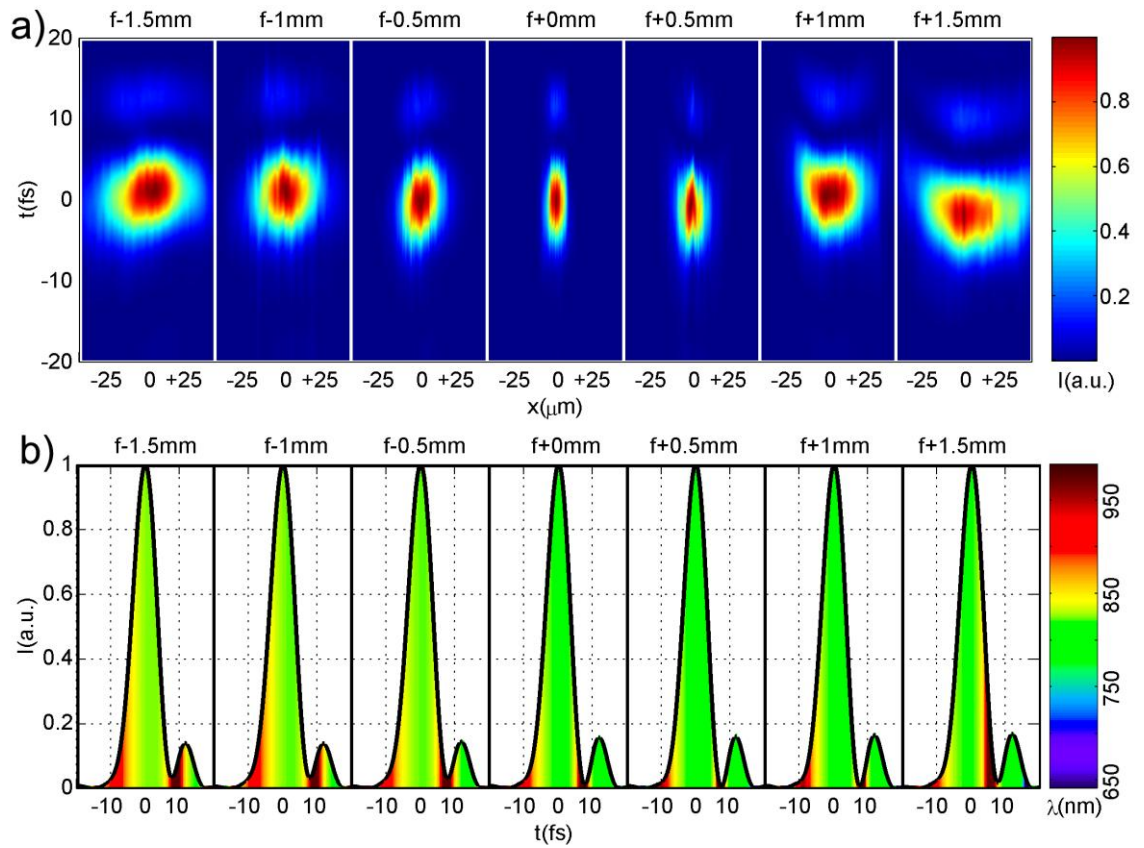 a)
f-1.5mm f-1mm f-0.5mm f+0mm f+0.5mm f+1mm f+1.5mm
20
10
0
-10
-20
t(fs)
0.8
0.6
0.4
0.2
-25 0 +25 -25 0 +25 -25 0 +25 -25 0 +25 -25 0 +25 -25 0 +25 -25 0 +25
I(a.u.)
x(μm)
b)
f-1.5mm f-1mm f-0.5mm f+0mm f+0.5mm f+1mm f+1.5mm
1
0.8
0.6
0.4
0.2
0
I(a.u.)
950
850
750
650
-10 0 10 -10 0 10 -10 0 10 -10 0 10 -10 0 10 -10 0 10 -10 0 10
λ(nm)
t(fs)